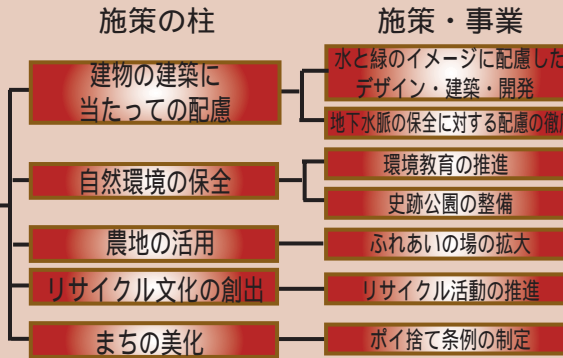 施策の柱
施策・事業
建物の建築に
当たっての配慮
水と緑のイメージに配慮した
デザイン・建築・開発
地下水脈の保全に対する配慮の徹底
自然環境の保全
環境教育の推進
史跡公園の整備
農地の活用
ふれあいの場の拡大
リサイクル文化の創出
リサイクル活動の推進
まちの美化
ポイ捨て条例の制定